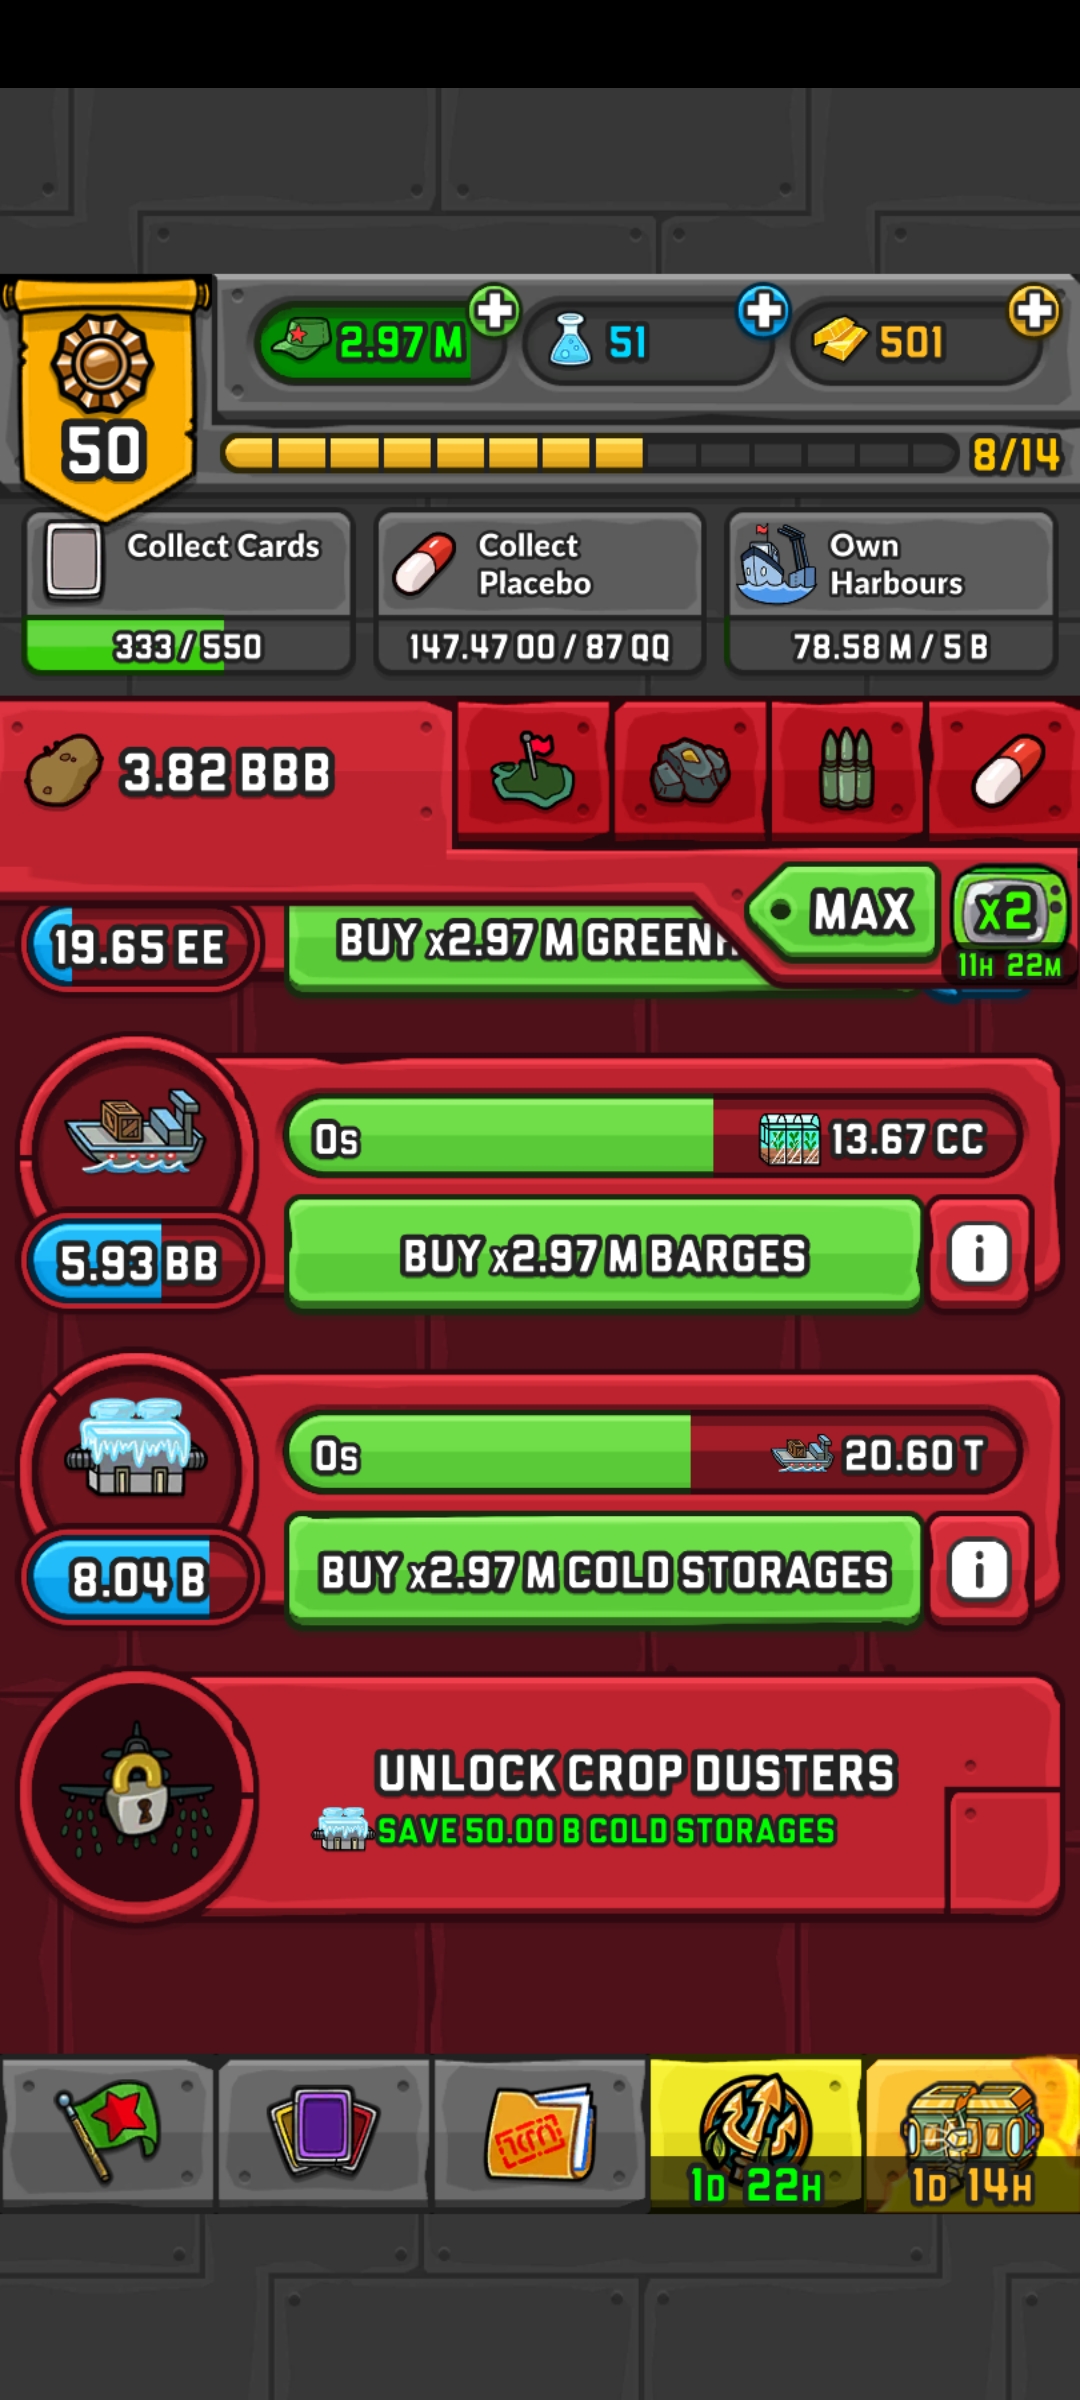 2.97 M
51
501
50
8/14
Collect Cards
333 / 550
Collect
Placebo
147.47 OO / 87 QQ
Own
Harbours
78.58 M / 5 B
3.82 BBB
MAX
x2
11H 22M
19.65 EE
BUY x2.97 M GREENH
0s
13.67 CC
5.93 BB
BUY x2.97 M BARGES
i
0s
20.60 T
8.04 B
BUY x2.97 M COLD STORAGES
i
UNLOCK CROP DUSTERS
SAVE 50.00 B COLD STORAGES
1D 22H
1D 14H